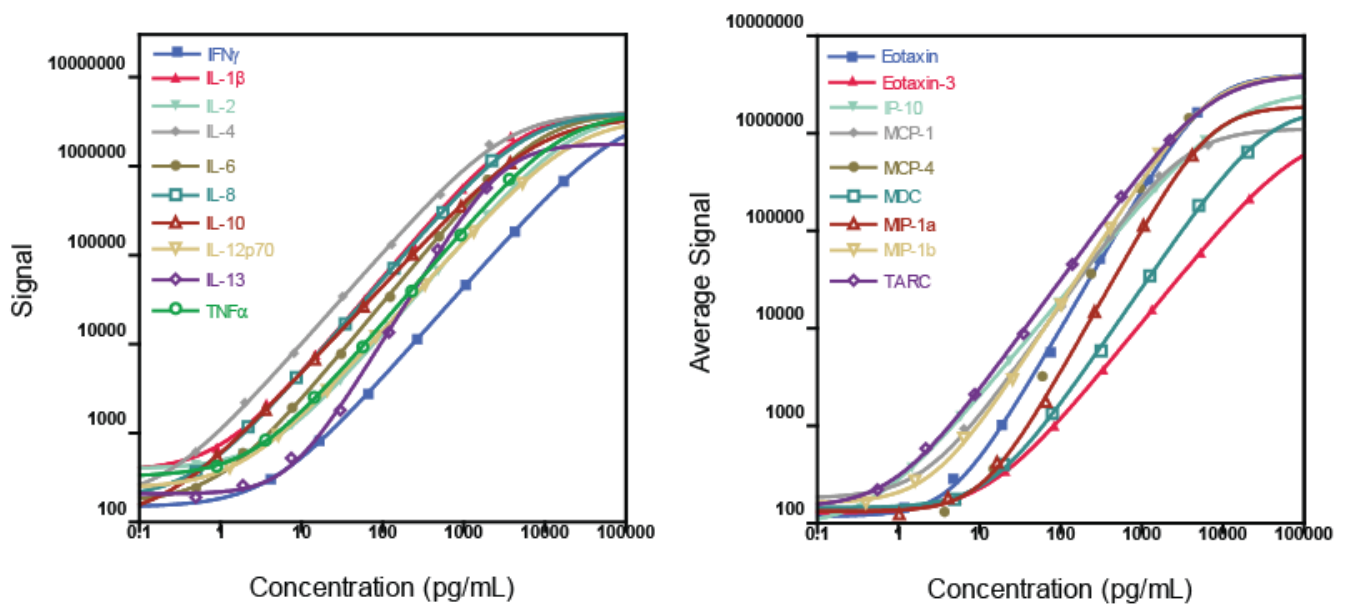 Signal
10000000
1000000
100000
10000
1000
100
IFNγ
IL-1β
IL-2
IL-4
IL-6
IL-8
IL-10
IL-12p70
IL-13
TNFα
0.1 1 10 100 1000 10000 100000
Concentration (pg/mL)
Average Signal
10000000
1000000
100000
10000
1000
100
Eotaxin
Eotaxin-3
IP-10
MCP-1
MCP-4
MDC
MIP-1a
MIP-1b
TARC
0.1 1 10 100 1000 10000 100000
Concentration (pg/mL)